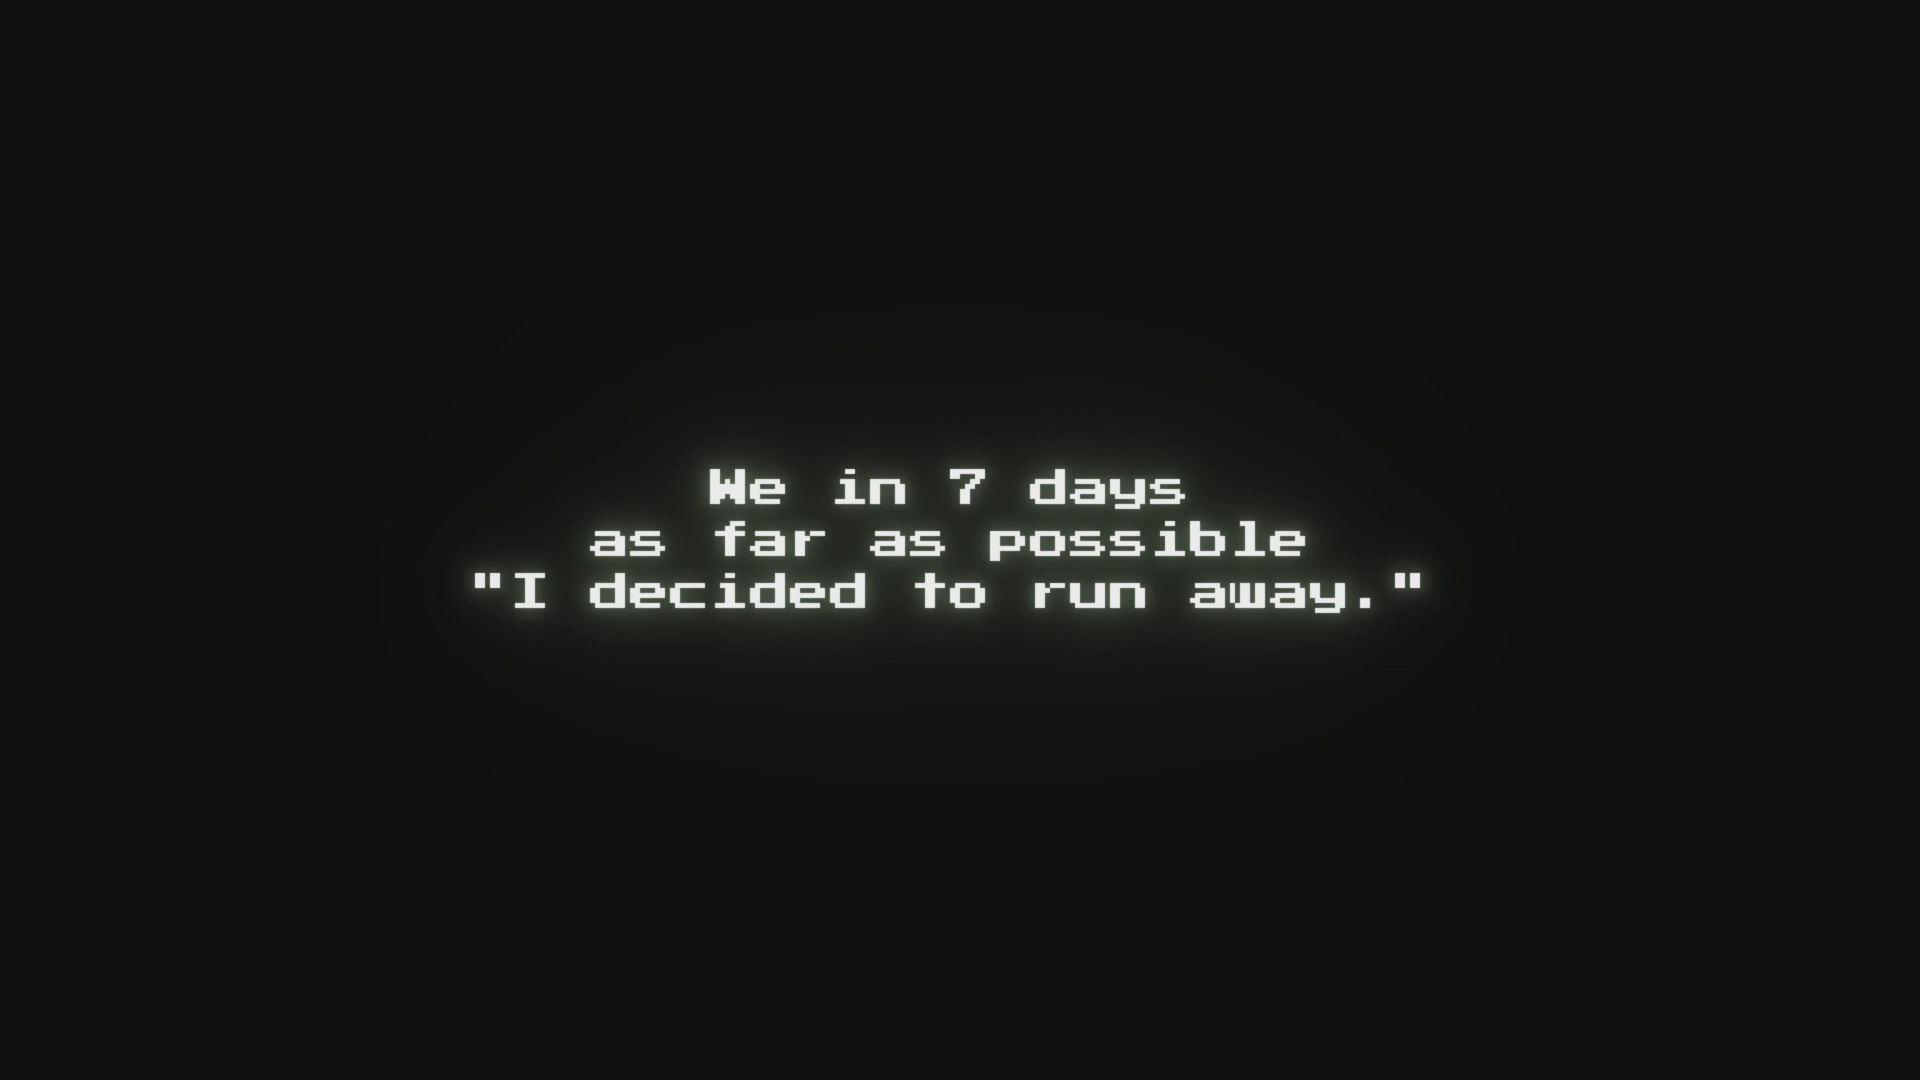 We in 7 days
as far as possible
"I decided to run away."